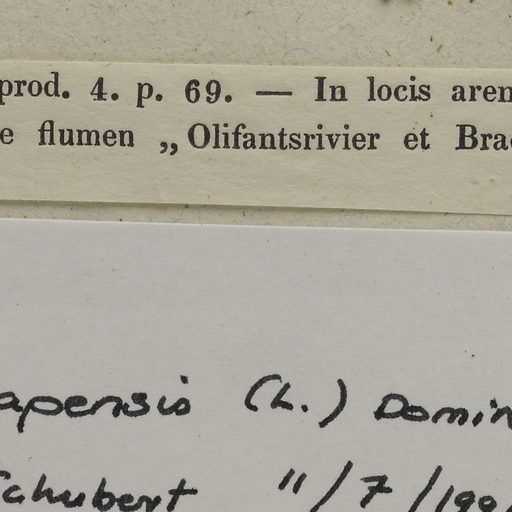 prod. 4. p. 69. — In locis aren
e flumen „Olifantsrivier et Bra
apensis (L.) Domin
Schubert 11/7/199